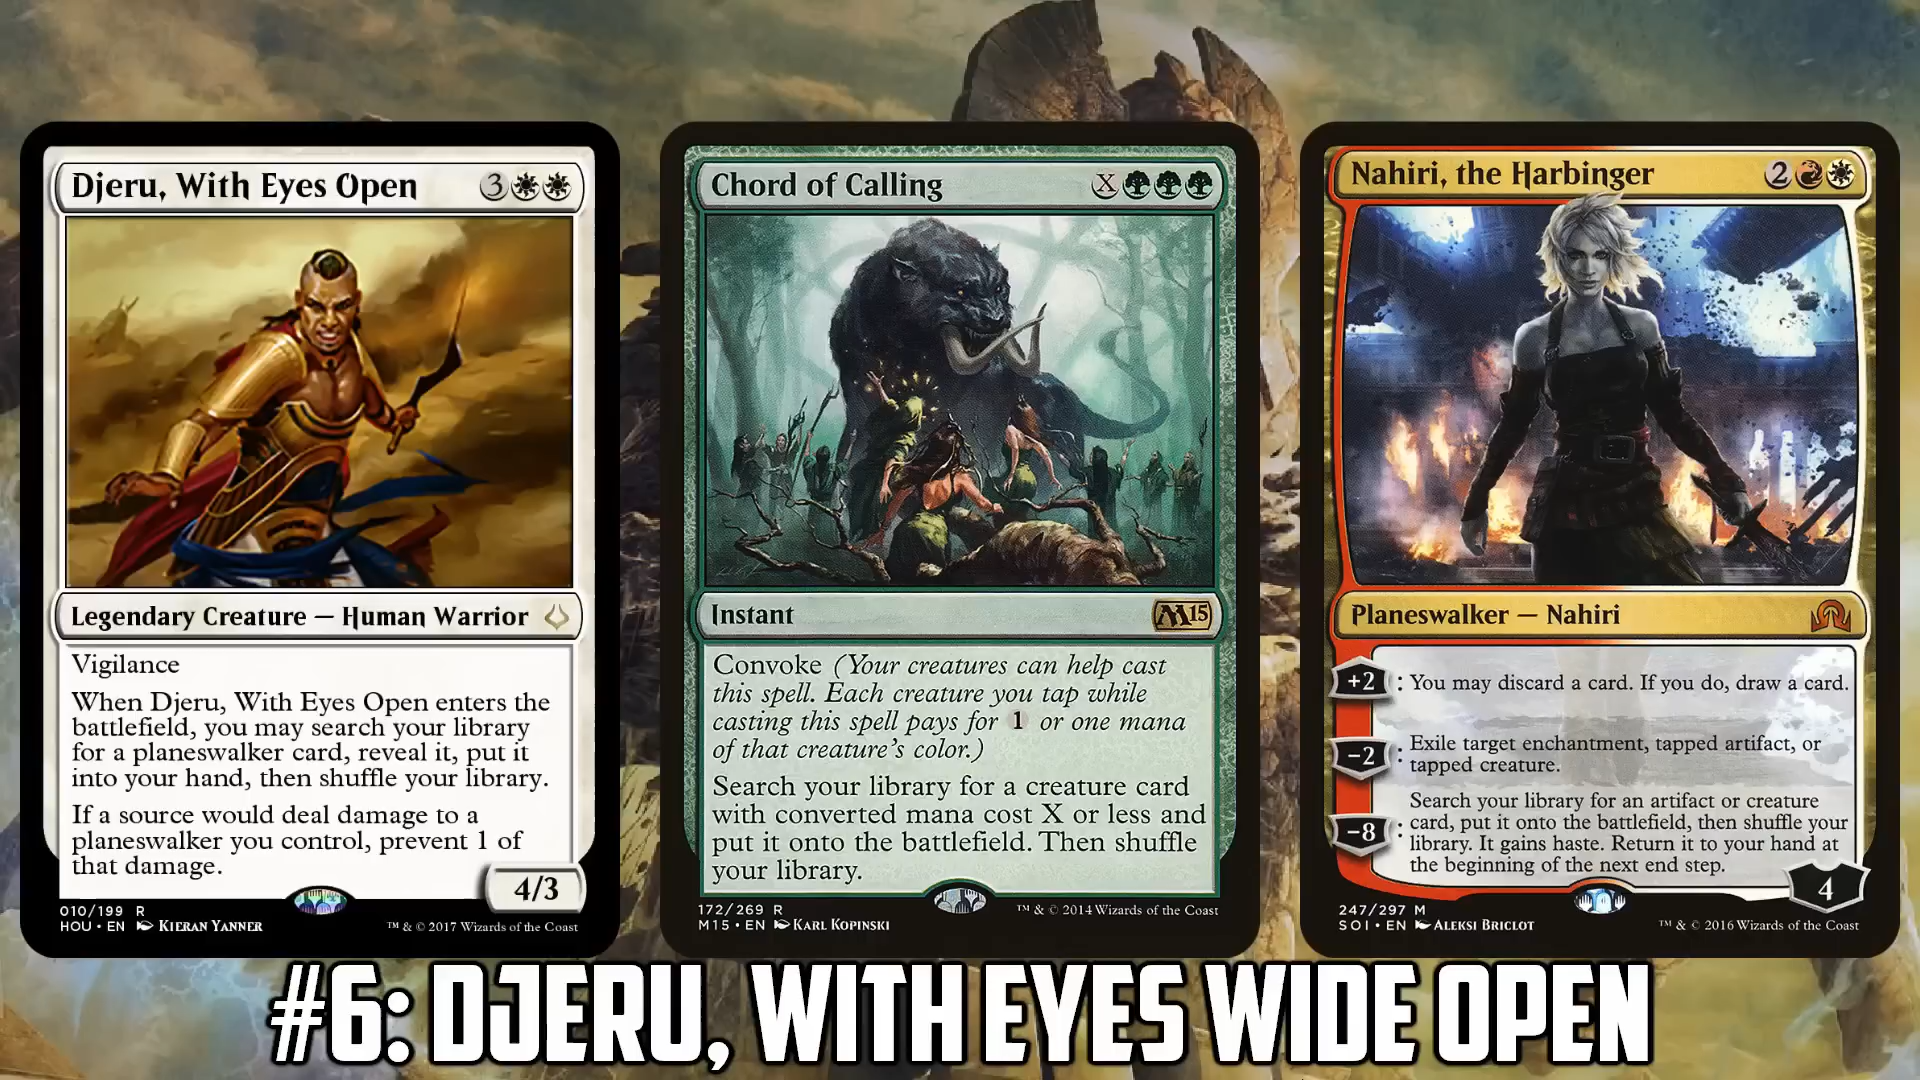 Djeru, With Eyes Open 3
Legendary Creature — Human Warrior
Vigilance
When Djeru, With Eyes Open enters the
battlefield, you may search your library
for a planeswalker card, reveal it, put it
into your hand, then shuffle your library.
If a source would deal damage to a
planeswalker you control, prevent 1 of
that damage.
4/3
010/199 R
HOU • EN KIERAN YANNER
™ & © 2017 Wizards of the Coast
Chord of Calling X
Instant M15
Convoke (Your creatures can help cast
this spell. Each creature you tap while
casting this spell pays for 1 or one mana
of that creature's color.)
Search your library for a creature card
with converted mana cost X or less and
put it onto the battlefield. Then shuffle
your library.
172/269 R
M15 • EN KARL KOPINSKI
™ & © 2014 Wizards of the Coast
Nahiri, the Harbinger 2
Planeswalker — Nahiri
+2 : You may discard a card. If you do, draw a card.
-2 : Exile target enchantment, tapped artifact, or
tapped creature.
Search your library for an artifact or creature
-8 : card, put it onto the battlefield, then shuffle your
library. It gains haste. Return it to your hand at
the beginning of the next end step.
4
247/297 M
SOI • EN ALEKSI BRICLOT
™ & © 2016 Wizards of the Coast
#6: DJERU, WITH EYES WIDE OPEN